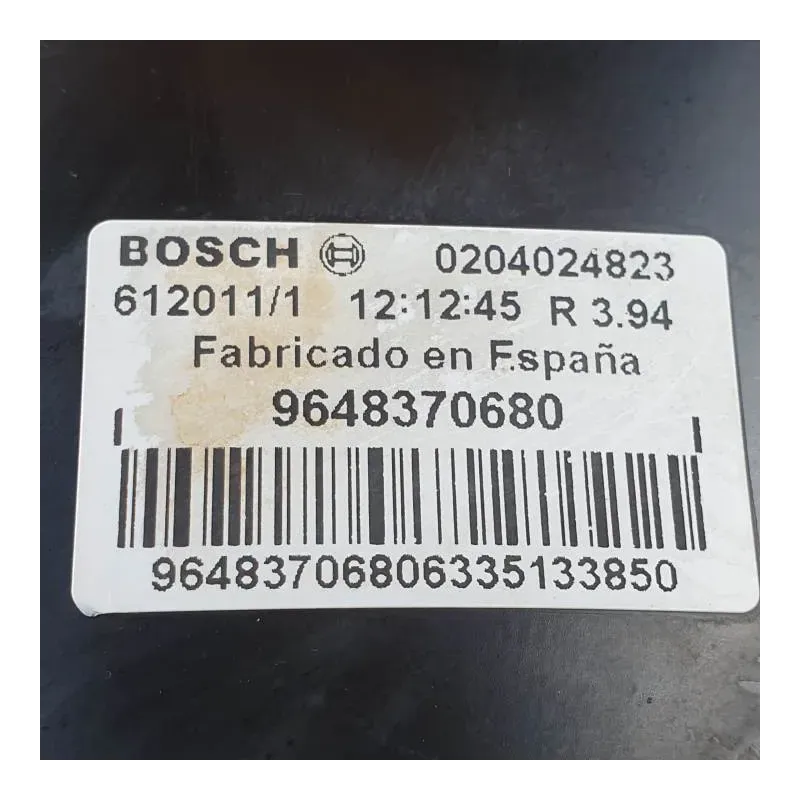 BOSCH 0204024823
612011/1 12:12:45 R 3.94
Fabricado en España
9648370680
96483706806335133850